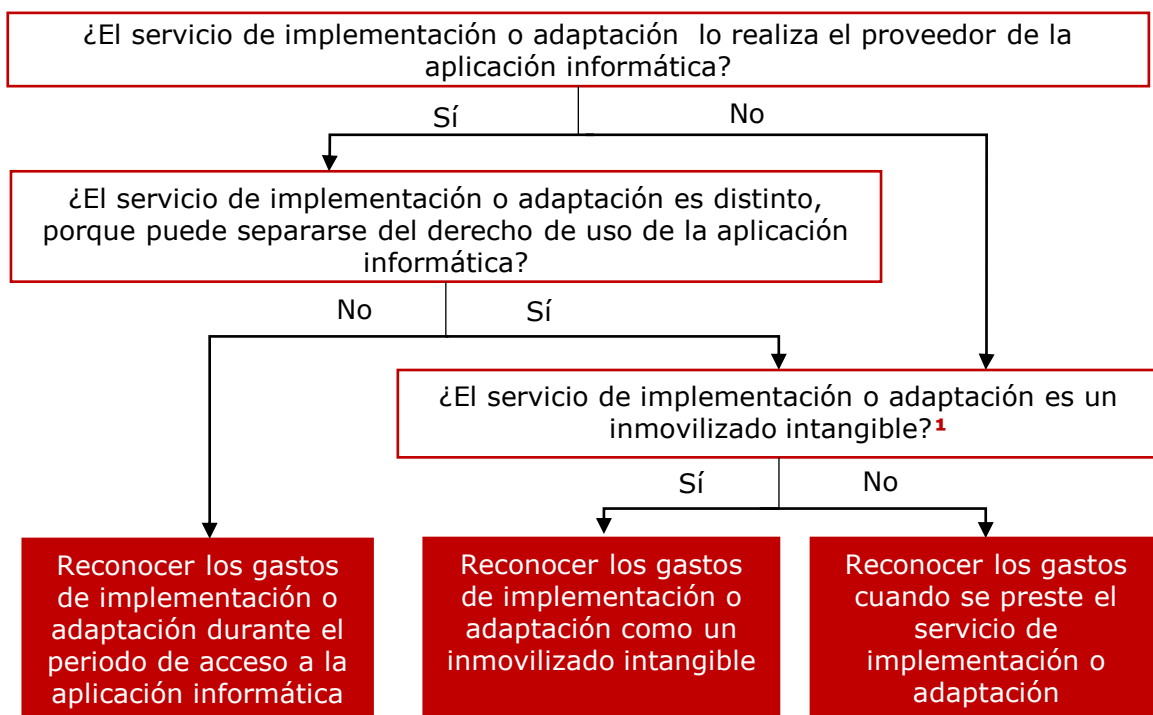 ¿El servicio de implementación o adaptación lo realiza el proveedor de la
aplicación informática?
Sí
No
¿El servicio de implementación o adaptación es distinto,
porque puede separarse del derecho de uso de la aplicación
informática?
No
Sí
¿El servicio de implementación o adaptación es un
inmovilizado intangible?¹
Sí
No
Reconocer los gastos
de implementación o
adaptación durante el
periodo de acceso a la
aplicación informática
Reconocer los gastos
de implementación o
adaptación como un
inmovilizado intangible
Reconocer los gastos
cuando se preste el
servicio de
implementación o
adaptación